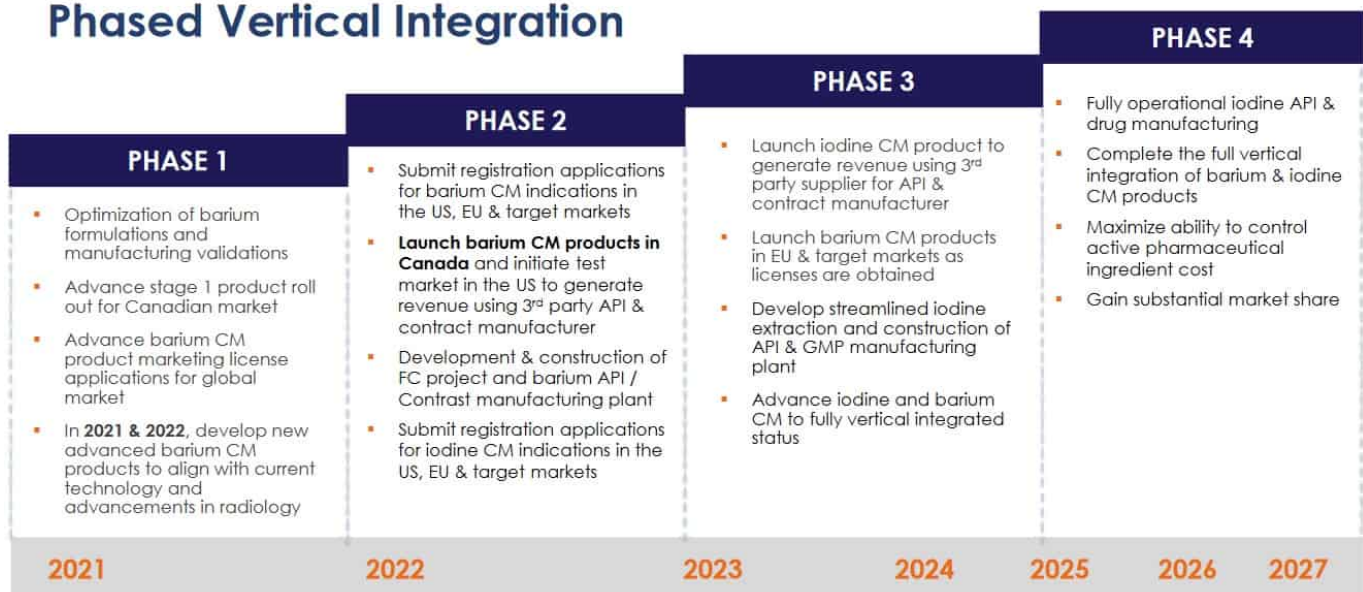 Phased Vertical Integration
PHASE 1
▪ Optimization of barium
formulations and
manufacturing validations
▪ Advance stage 1 product roll
out for Canadian market
▪ Advance barium CM
product marketing license
applications for global
market
▪ In 2021 & 2022, develop new
advanced barium CM
products to align with current
technology and
advancements in radiology
PHASE 2
▪ Submit registration applications
for barium CM indications in
the US, EU & target markets
▪ Launch barium CM products in
Canada and initiate test
market in the US to generate
revenue using 3rd party API &
contract manufacturer
▪ Development & construction of
FC project and barium API /
Contrast manufacturing plant
▪ Submit registration applications
for iodine CM indications in the
US, EU & target markets
PHASE 3
▪ Launch iodine CM product to
generate revenue using 3rd
party supplier for API &
contract manufacturer
▪ Launch barium CM products
in EU & target markets as
licenses are obtained
▪ Develop streamlined iodine
extraction and construction of
API & GMP manufacturing
plant
▪ Advance iodine and barium
CM to fully vertical integrated
status
PHASE 4
▪ Fully operational iodine API &
drug manufacturing
▪ Complete the full vertical
integration of barium & iodine
CM products
▪ Maximize ability to control
active pharmaceutical
ingredient cost
▪ Gain substantial market share
2021 2022 2023 2024 2025 2026 2027